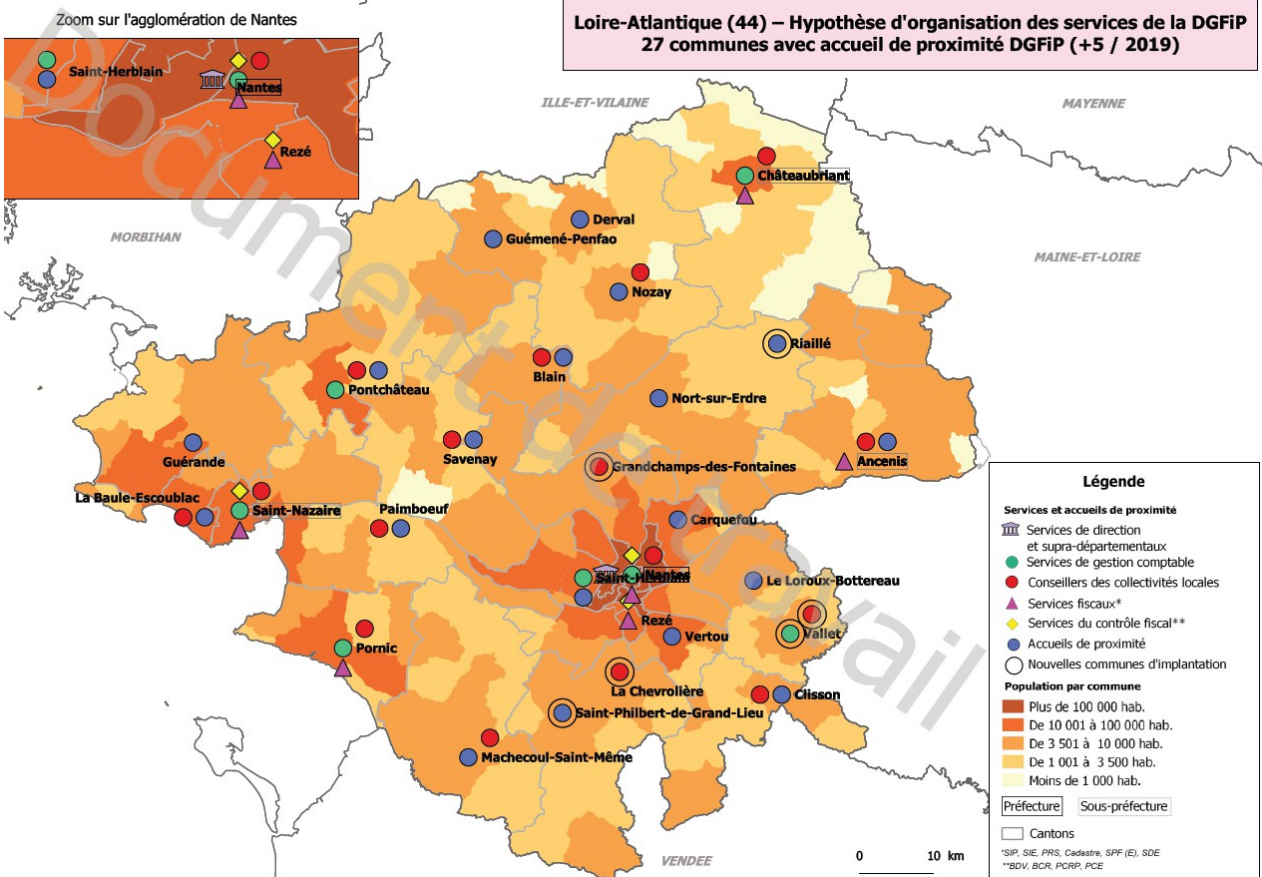 Zoom sur l'agglomération de Nantes
Saint-Herblain
Nantes
Rezé
Loire-Atlantique (44) – Hypothèse d'organisation des services de la DGFiP
27 communes avec accueil de proximité DGFiP (+5 / 2019)
ILLE-ET-VILAINE
MAYENNE
MORBIHAN
MAINE-ET-LOIRE
VENDEE
Châteaubriant
Derval
Guémené-Penfao
Nozay
Riaillé
Blain
Pontchâteau
Nort-sur-Erdre
Guérande
Savenay
Ancenis
Grandchamps-des-Fontaines
La Baule-Escoublac
Saint-Nazaire
Paimboeuf
Carquefou
Saint-Herblain
Nantes
Le Loroux-Bottereau
Rezé
Vertou
Vallet
Pornic
La Chevrolière
Clisson
Saint-Philbert-de-Grand-Lieu
Machecoul-Saint-Même
Document de travail
0 10 km
Légende
Services et accueils de proximité
Services de direction
et supra-départementaux
Services de gestion comptable
Conseillers des collectivités locales
Services fiscaux*
Services du contrôle fiscal**
Accueils de proximité
Nouvelles communes d'implantation
Population par commune
Plus de 100 000 hab.
De 10 001 à 100 000 hab.
De 3 501 à 10 000 hab.
De 1 001 à 3 500 hab.
Moins de 1 000 hab.
Préfecture Sous-préfecture
Cantons
*SIP, SIE, PRS, Cadastre, SPF (E), SDE
**BDV, BCR, PCRP, PCE